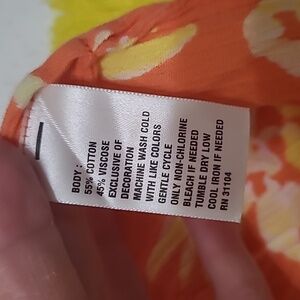 BODY :
55% COTTON
45% VISCOSE
EXCLUSIVE OF
DECORATION
MACHINE WASH COLD
WITH LIKE COLORS
GENTLE CYCLE
ONLY NON-CHLORINE
BLEACH IF NEEDED
TUMBLE DRY LOW
COOL IRON IF NEEDED
RN 31104